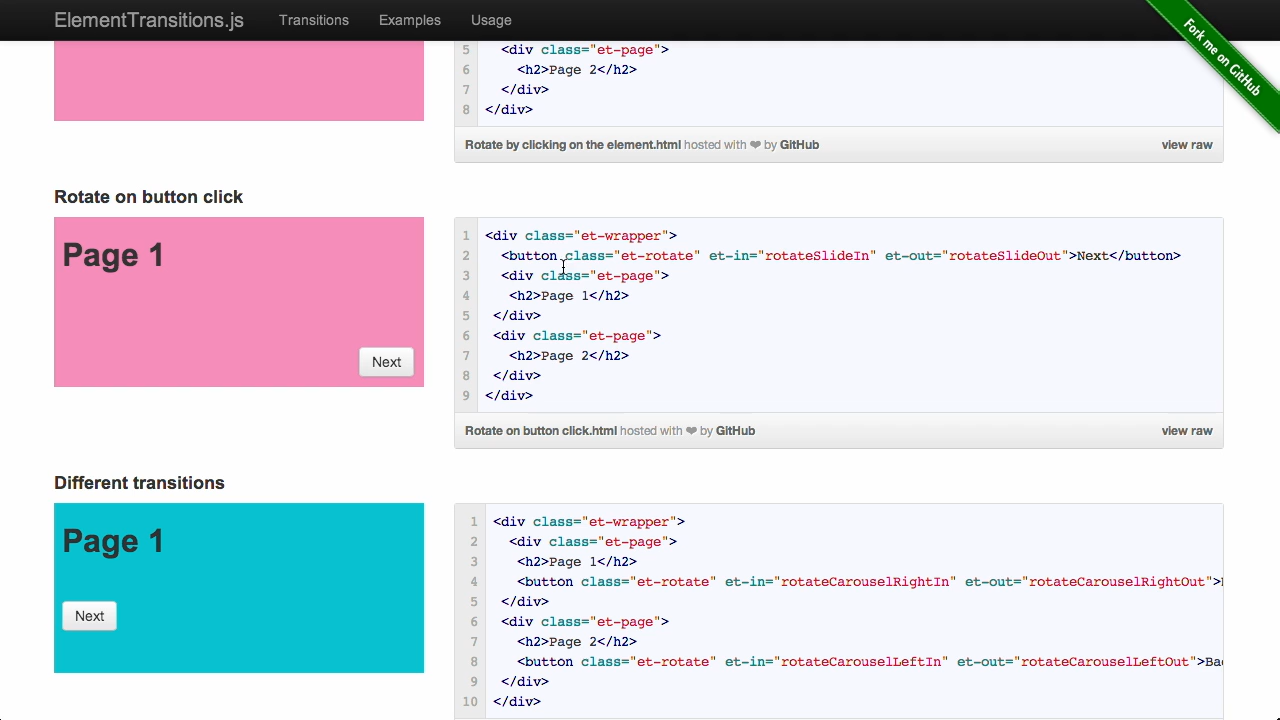 ElementTransitions.js Transitions Examples Usage
Fork me on GitHub
5 <div class="et-page">
6 <h2>Page 2</h2>
7 </div>
8 </div>
Rotate by clicking on the element.html hosted with ❤ by GitHub view raw
Rotate on button click
Page 1
Next
1 <div class="et-wrapper">
2 <button class="et-rotate" et-in="rotateSlideIn" et-out="rotateSlideOut">Next</button>
3 <div class="et-page">
4 <h2>Page 1</h2>
5 </div>
6 <div class="et-page">
7 <h2>Page 2</h2>
8 </div>
9 </div>
Rotate on button click.html hosted with ❤ by GitHub view raw
Different transitions
Page 1
Next
1 <div class="et-wrapper">
2 <div class="et-page">
3 <h2>Page 1</h2>
4 <button class="et-rotate" et-in="rotateCarouselRightIn" et-out="rotateCarouselRightOut">
5 </div>
6 <div class="et-page">
7 <h2>Page 2</h2>
8 <button class="et-rotate" et-in="rotateCarouselLeftIn" et-out="rotateCarouselLeftOut">Ba
9 </div>
10 </div>